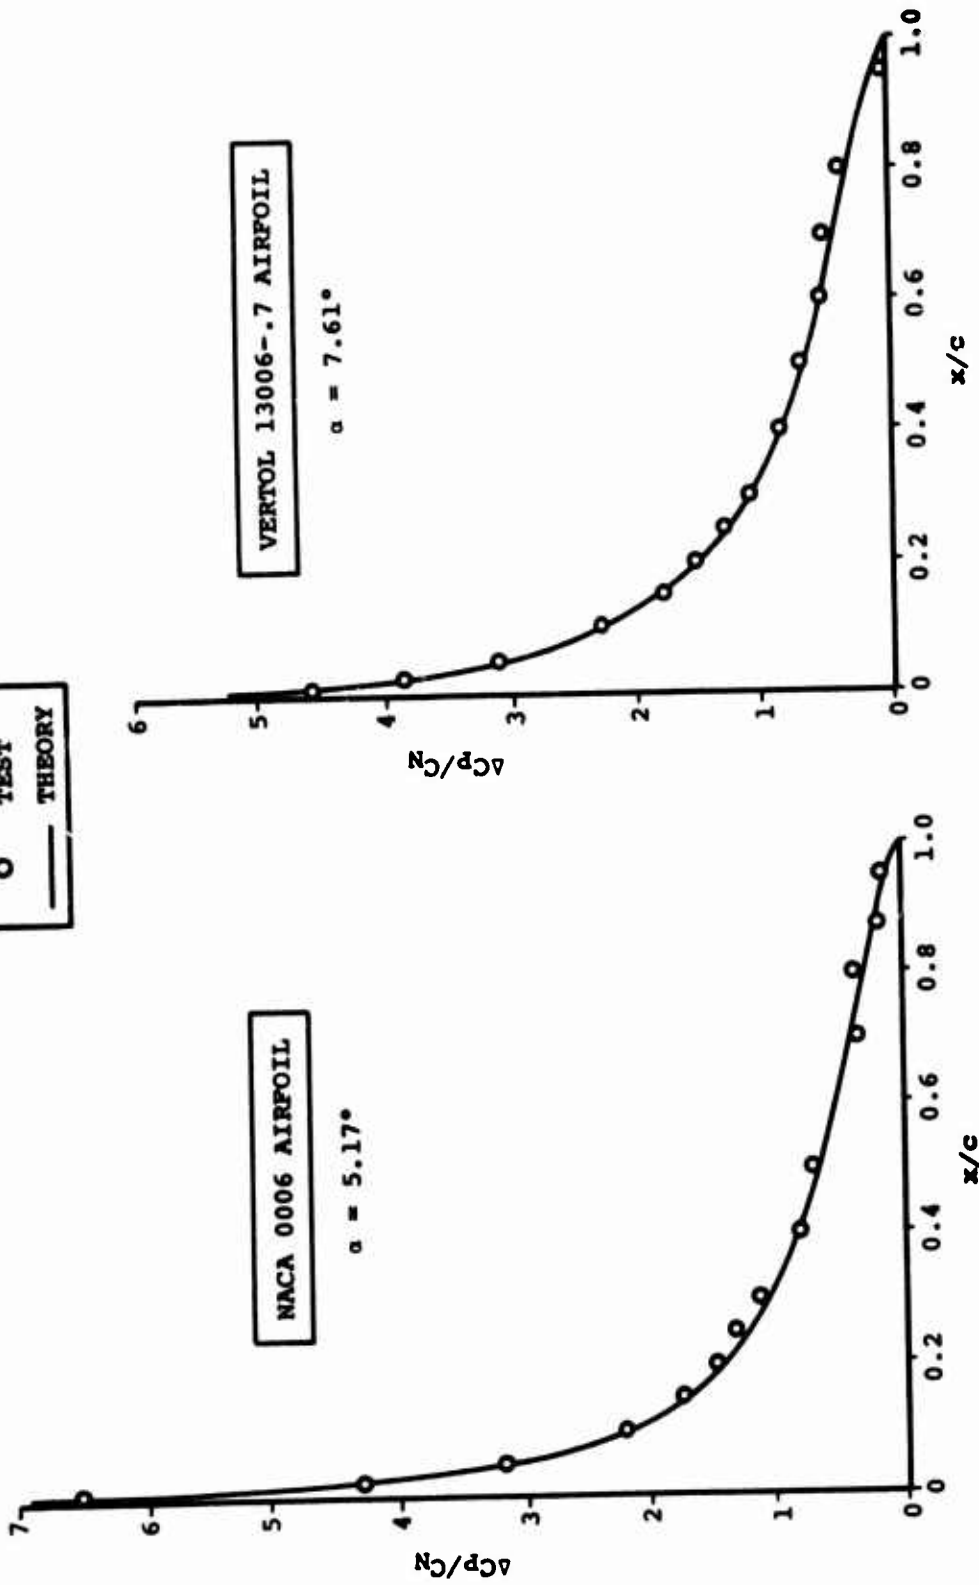 O TEST
— THEORY
NACA 0006 AIRFOIL
α = 5.17°
ΔCp/CN
7
6
5
4
3
2
1
0
0
0.2
0.4
0.6
0.8
1.0
x/c
VERTOL 13006-.7 AIRFOIL
α = 7.61°
ΔCp/CN
6
5
4
3
2
1
0
0
0.2
0.4
0.6
0.8
1.0
x/c